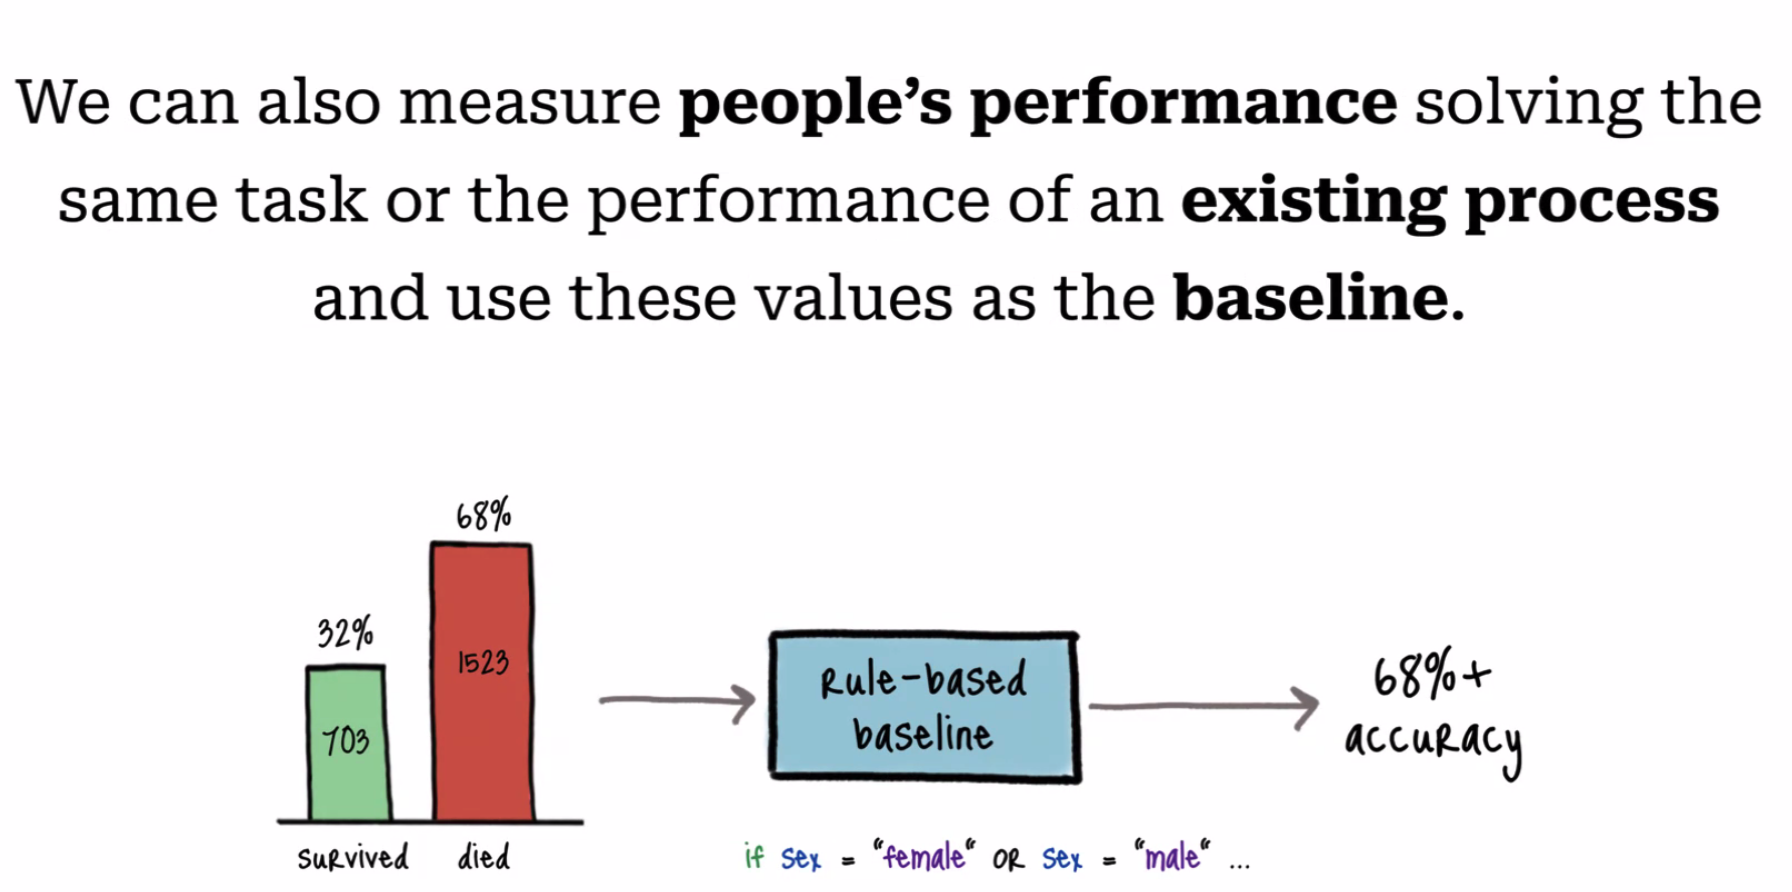 We can also measure people's performance solving the
same task or the performance of an existing process
and use these values as the baseline.
68%
32%
1523
703
Rule-based
baseline
68%+
accuracy
survived died
if sex = "female" OR sex = "male" ...